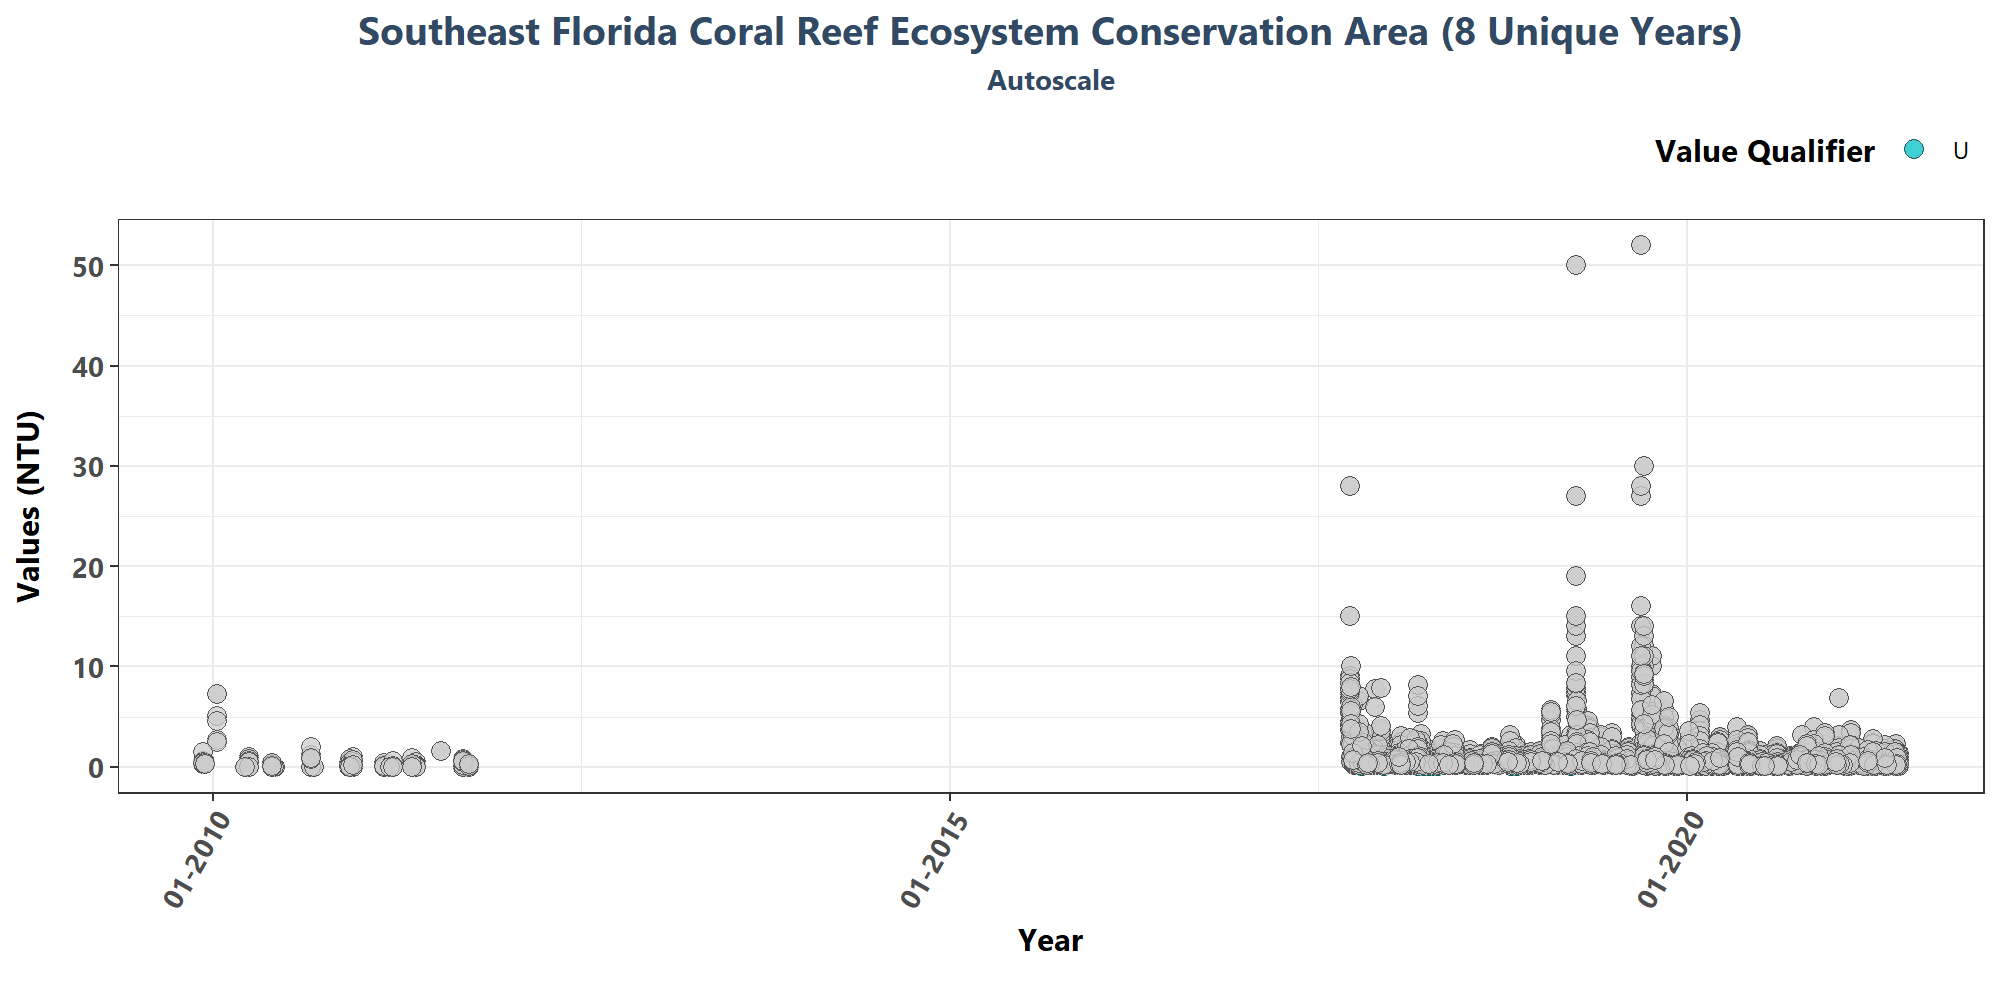 Southeast Florida Coral Reef Ecosystem Conservation Area (8 Unique Years)
Autoscale
Value Qualifier U
Values (NTU)
50
40
30
20
10
0
01-2010 01-2015 01-2020
Year